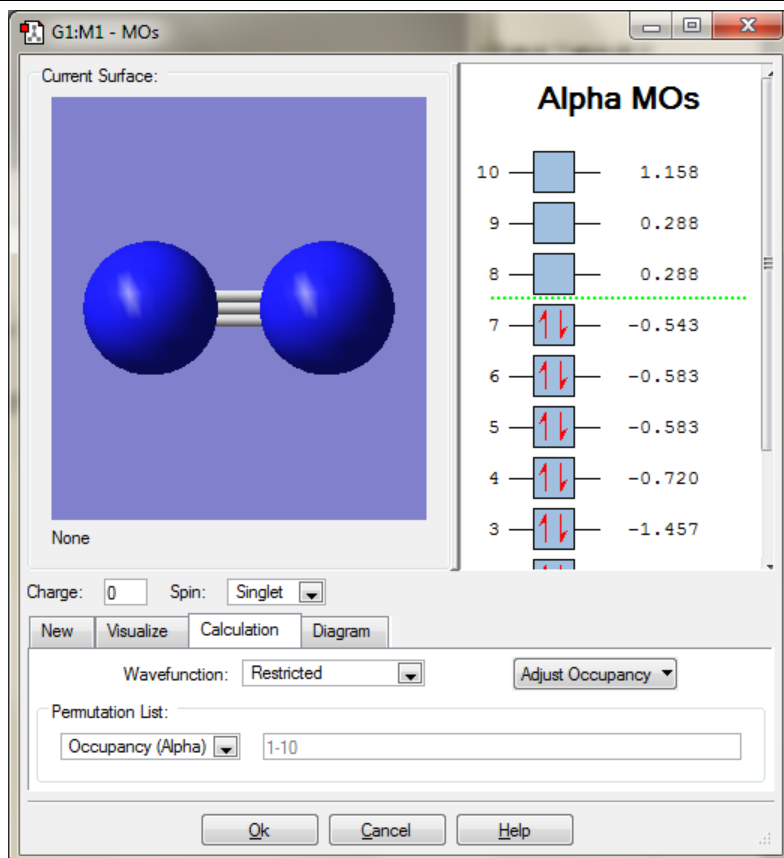 G1:M1 - MOs
Current Surface:
Alpha MOs
10 1.158
9 0.288
8 0.288
7 -0.543
6 -0.583
5 -0.583
4 -0.720
3 -1.457
None
Charge: 0 Spin: Singlet
New Visualize Calculation Diagram
Wavefunction: Restricted Adjust Occupancy
Permutation List:
Occupancy (Alpha) 1-10
Ok Cancel Help